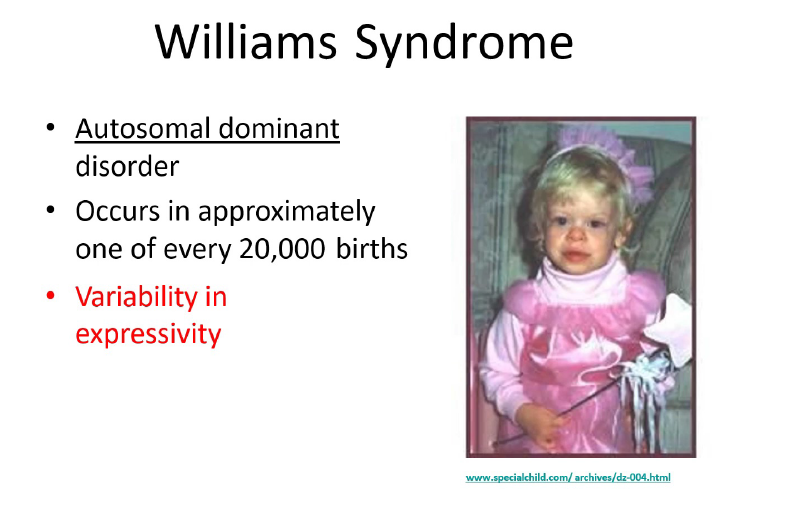 Williams Syndrome
• Autosomal dominant
disorder
• Occurs in approximately
one of every 20,000 births
• Variability in
expressivity
www.specialchild.com/ archives/dz-004.html